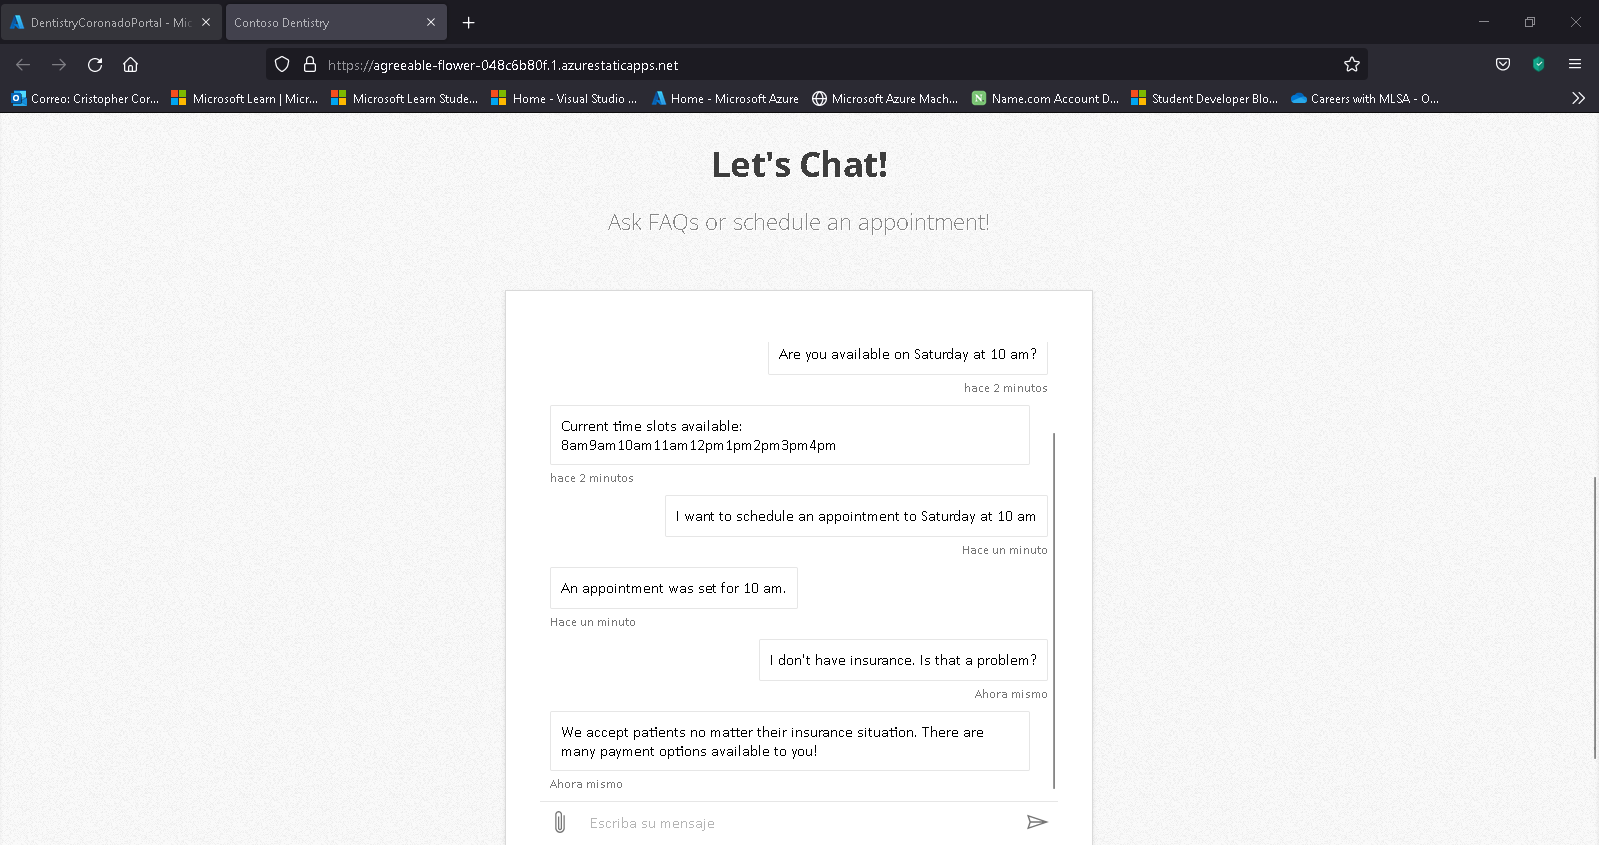 DentistryCoronadoPortal - Mic
Contoso Dentistry
https://agreeable-flower-048c6b80f.1.azurestaticapps.net
Correo: Cristopher Cor...
Microsoft Learn | Micr...
Microsoft Learn Stude...
Home - Visual Studio ...
Home - Microsoft Azure
Microsoft Azure Mach...
Name.com Account D...
Student Developer Blo...
Careers with MLSA - O...
Let's Chat!
Ask FAQs or schedule an appointment!
Are you available on Saturday at 10 am?
hace 2 minutos
Current time slots available:
8am9am10am11am12pm1pm2pm3pm4pm
hace 2 minutos
I want to schedule an appointment to Saturday at 10 am
Hace un minuto
An appointment was set for 10 am.
Hace un minuto
I don't have insurance. Is that a problem?
Ahora mismo
We accept patients no matter their insurance situation. There are
many payment options available to you!
Ahora mismo
Escriba su mensaje